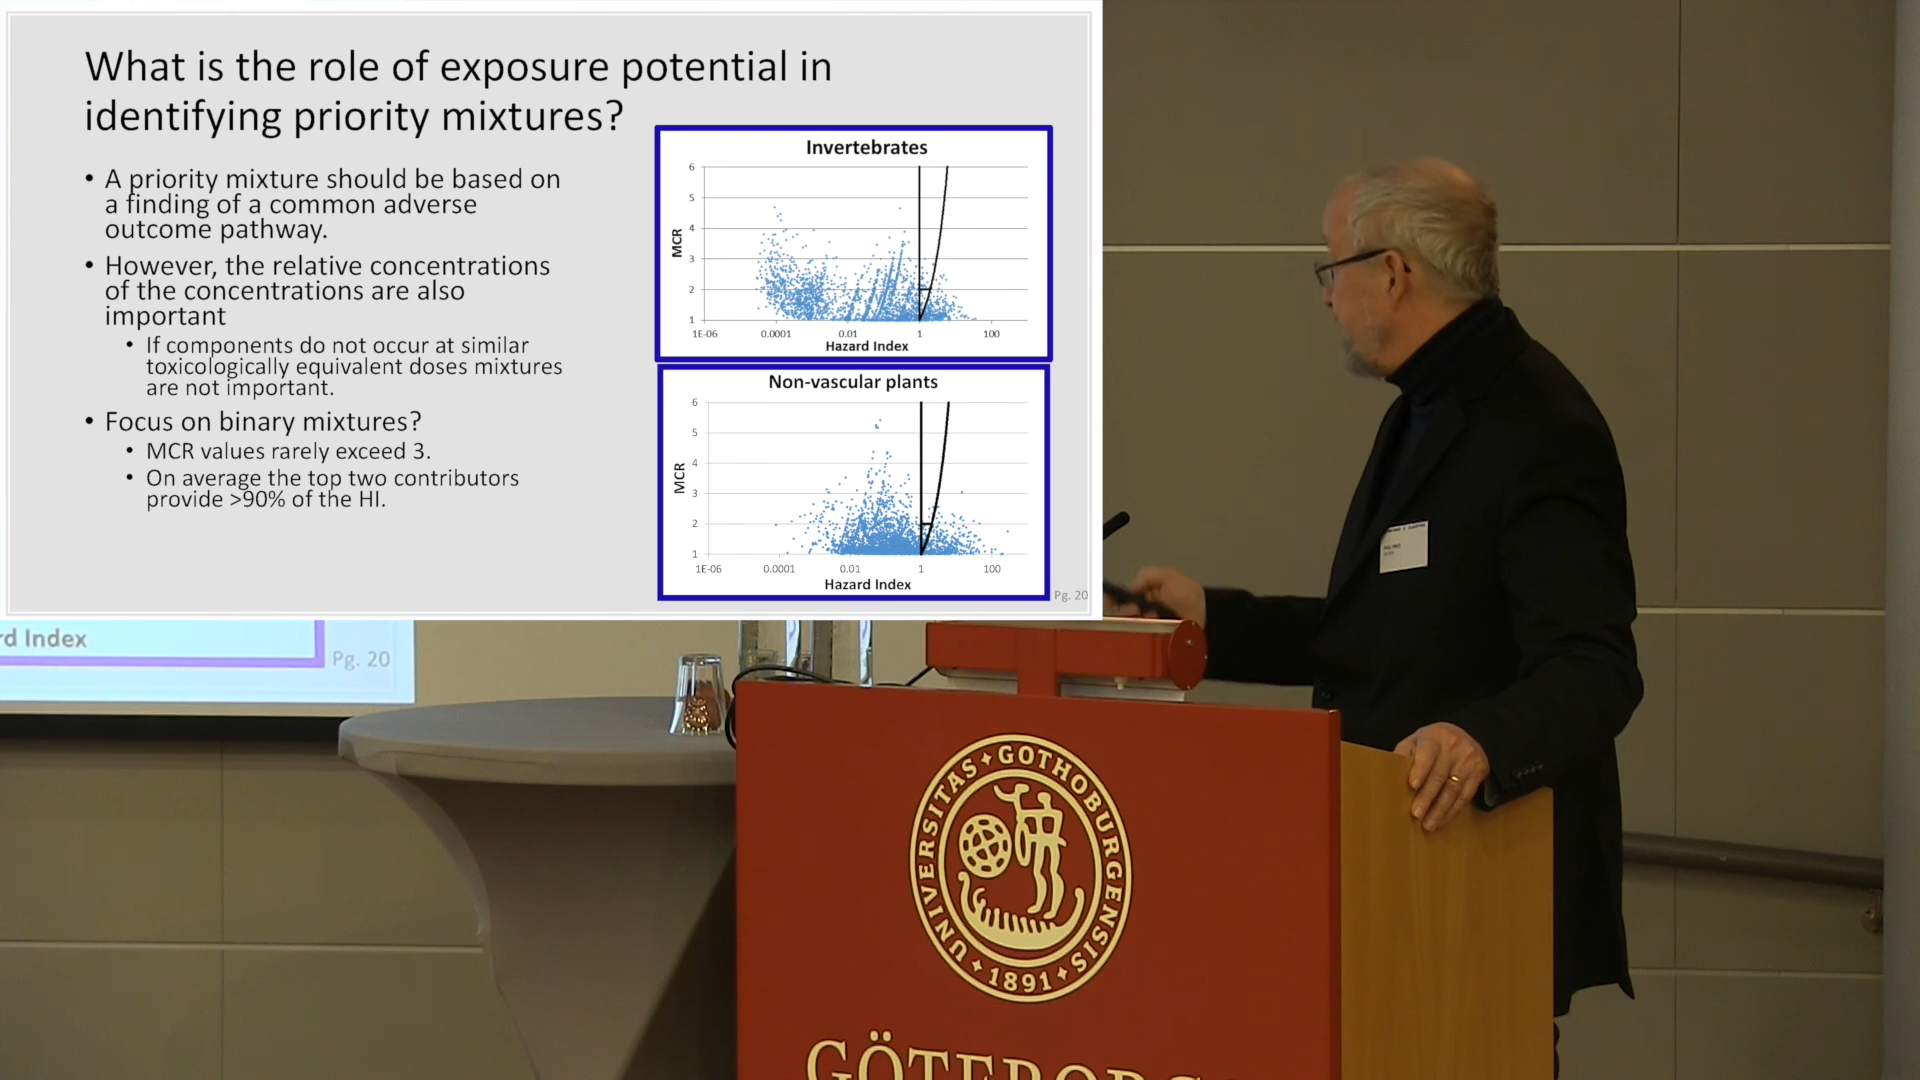 What is the role of exposure potential in
identifying priority mixtures?
• A priority mixture should be based on
a finding of a common adverse
outcome pathway.
• However, the relative concentrations
of the concentrations are also
important
• If components do not occur at similar
toxicologically equivalent doses mixtures
are not important.
• Focus on binary mixtures?
• MCR values rarely exceed 3.
• On average the top two contributors
provide >90% of the HI.
Invertebrates
MCR
6
5
4
3
2
1
1E-06 0.0001 0.01 1 100
Hazard Index
Non-vascular plants
MCR
6
5
4
3
2
1
1E-06 0.0001 0.01 1 100
Hazard Index
Pg. 20
rd Index
Pg. 20
UNIVERSITAS GOTHOBURGENSIS
1891
GÖTEBORGS